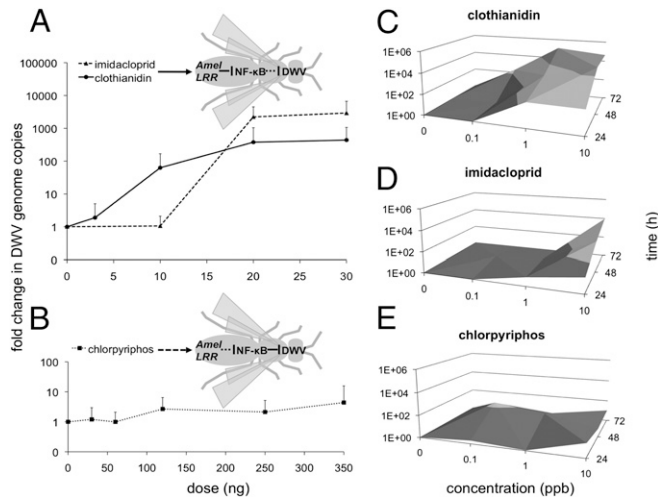 A
imidacloprid
clothianidin
Amel
LRR
NF-κB
DWV
100000
10000
1000
100
10
1
0
0 5 10 15 20 25 30
fold change in DWV genome copies
B
chlorpyriphos
Amel
LRR
NF-κB
DWV
100
10
1
0
0 50 100 150 200 250 300 350
dose (ng)
C
clothianidin
1E+06
1E+04
1E+02
1E+00
0 0.1 1 10
24 48 72
D
imidacloprid
1E+06
1E+04
1E+02
1E+00
0 0.1 1 10
24 48 72
time (h)
E
chlorpyriphos
1E+06
1E+04
1E+02
1E+00
0 0.1 1 10
24 48 72
concentration (ppb)